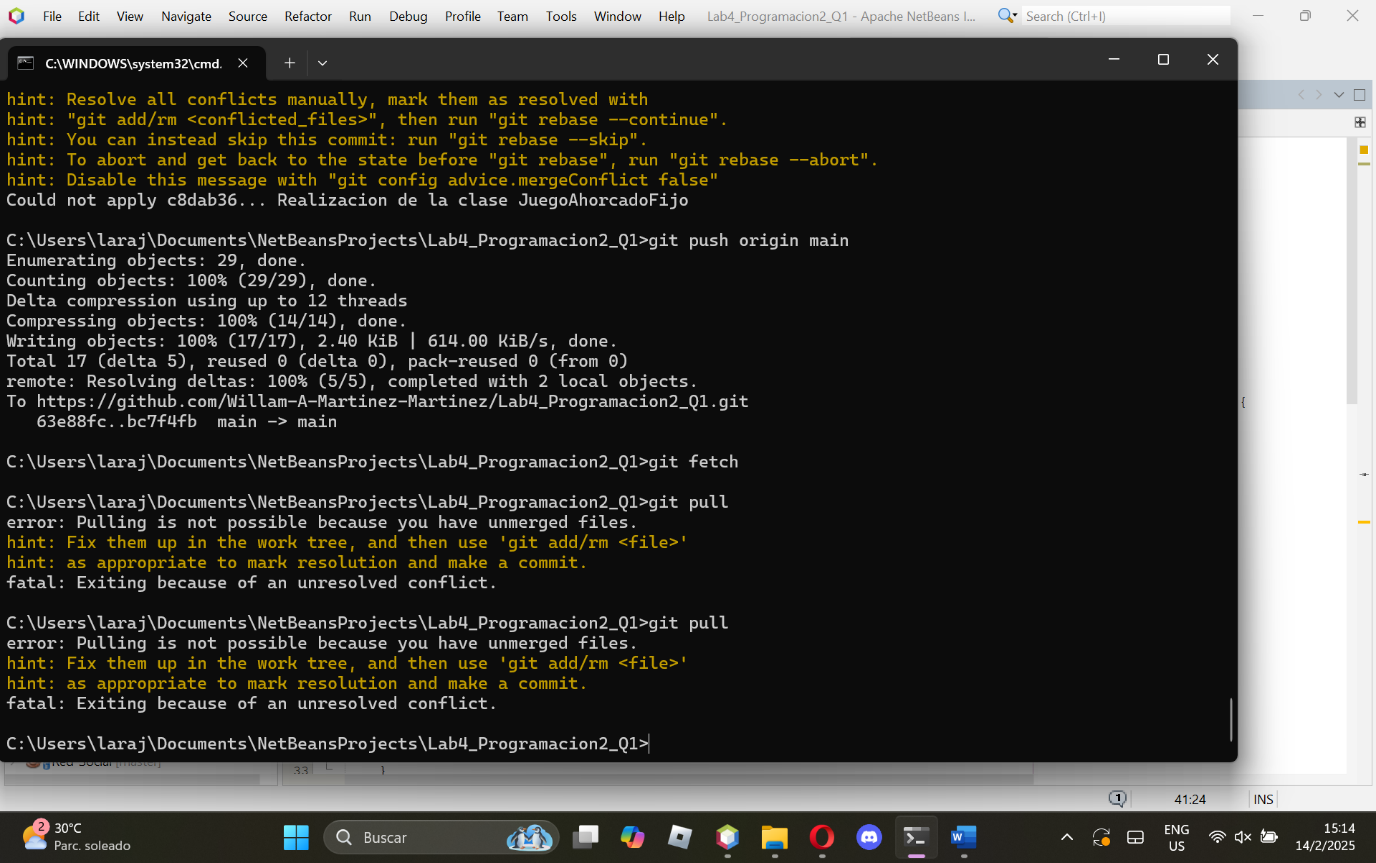 File Edit View Navigate Source Refactor Run Debug Profile Team Tools Window Help Lab4_Programacion2_Q1 - Apache NetBeans I... Search (Ctrl+I)
C:\WINDOWS\system32\cmd.
hint: Resolve all conflicts manually, mark them as resolved with
hint: "git add/rm <conflicted_files>", then run "git rebase --continue".
hint: You can instead skip this commit: run "git rebase --skip".
hint: To abort and get back to the state before "git rebase", run "git rebase --abort".
hint: Disable this message with "git config advice.mergeConflict false"
Could not apply c8dab36... Realizacion de la clase JuegoAhorcadoFijo
C:\Users\laraj\Documents\NetBeansProjects\Lab4_Programacion2_Q1>git push origin main
Enumerating objects: 29, done.
Counting objects: 100% (29/29), done.
Delta compression using up to 12 threads
Compressing objects: 100% (14/14), done.
Writing objects: 100% (17/17), 2.40 KiB | 614.00 KiB/s, done.
Total 17 (delta 5), reused 0 (delta 0), pack-reused 0 (from 0)
remote: Resolving deltas: 100% (5/5), completed with 2 local objects.
To https://github.com/Willam-A-Martinez-Martinez/Lab4_Programacion2_Q1.git
63e88fc..bc7f4fb main -> main
{
C:\Users\laraj\Documents\NetBeansProjects\Lab4_Programacion2_Q1>git fetch
C:\Users\laraj\Documents\NetBeansProjects\Lab4_Programacion2_Q1>git pull
error: Pulling is not possible because you have unmerged files.
hint: Fix them up in the work tree, and then use 'git add/rm <file>'
hint: as appropriate to mark resolution and make a commit.
fatal: Exiting because of an unresolved conflict.
C:\Users\laraj\Documents\NetBeansProjects\Lab4_Programacion2_Q1>git pull
error: Pulling is not possible because you have unmerged files.
hint: Fix them up in the work tree, and then use 'git add/rm <file>'
hint: as appropriate to mark resolution and make a commit.
fatal: Exiting because of an unresolved conflict.
C:\Users\laraj\Documents\NetBeansProjects\Lab4_Programacion2_Q1>
Red-Social [master] 33 }
1 41:24 INS
2 30°C
Parc. soleado
Buscar
ENG
US
15:14
14/2/2025